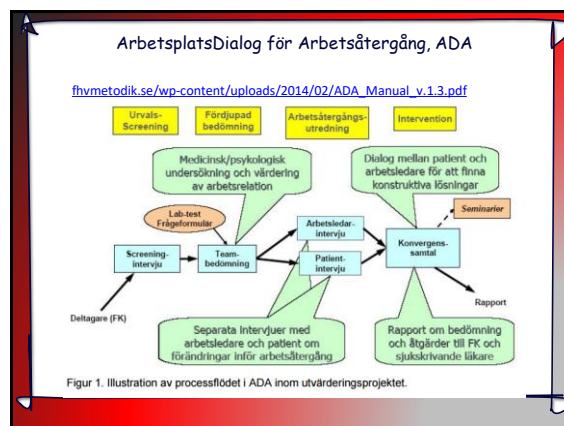 ArbetsplatsDialog för Arbetsåtergång, ADA
fhvmetodik.se/wp-content/uploads/2014/02/ADA_Manual_v.1.3.pdf
Urvals-
Screening
Fördjupad
bedömning
Arbetsåtergångs-
utredning
Intervention
Medicinsk/psykologisk
undersökning och värdering
av arbetsrelation
Dialog mellan patient och
arbetsledare för att finna
konstruktiva lösningar
Lab-test
Frågeformulär
Seminarier
Screening-
intervju
Team-
bedömning
Arbetsledar-
intervju
Patient-
intervju
Konvergens-
samtal
Deltagare (FK)
Rapport
Separata Intervjuer med
arbetsledare och patient om
förändringar inför arbetsåtergång
Rapport om bedömning
och åtgärder till FK och
sjukskrivande läkare
Figur 1. Illustration av processflödet i ADA inom utvärderingsprojektet.